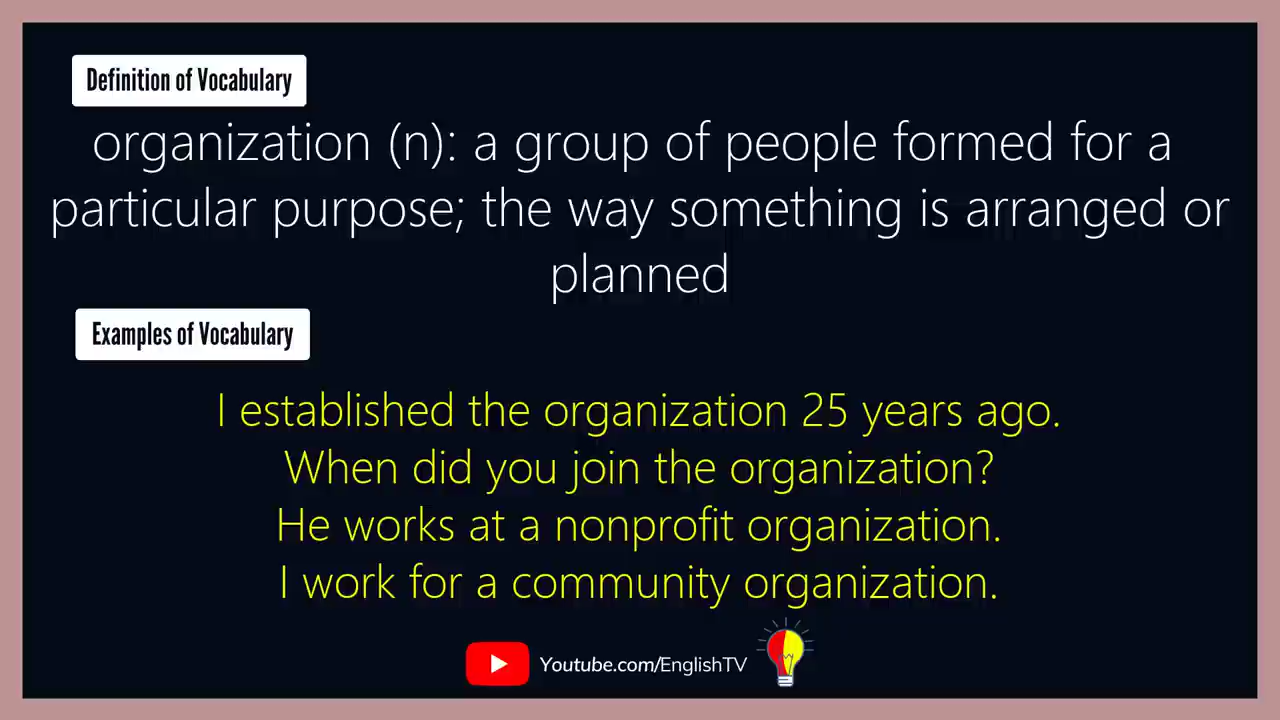 Definition of Vocabulary
organization (n): a group of people formed for a
particular purpose; the way something is arranged or
planned
Examples of Vocabulary
I established the organization 25 years ago.
When did you join the organization?
He works at a nonprofit organization.
I work for a community organization.
Youtube.com/EnglishTV